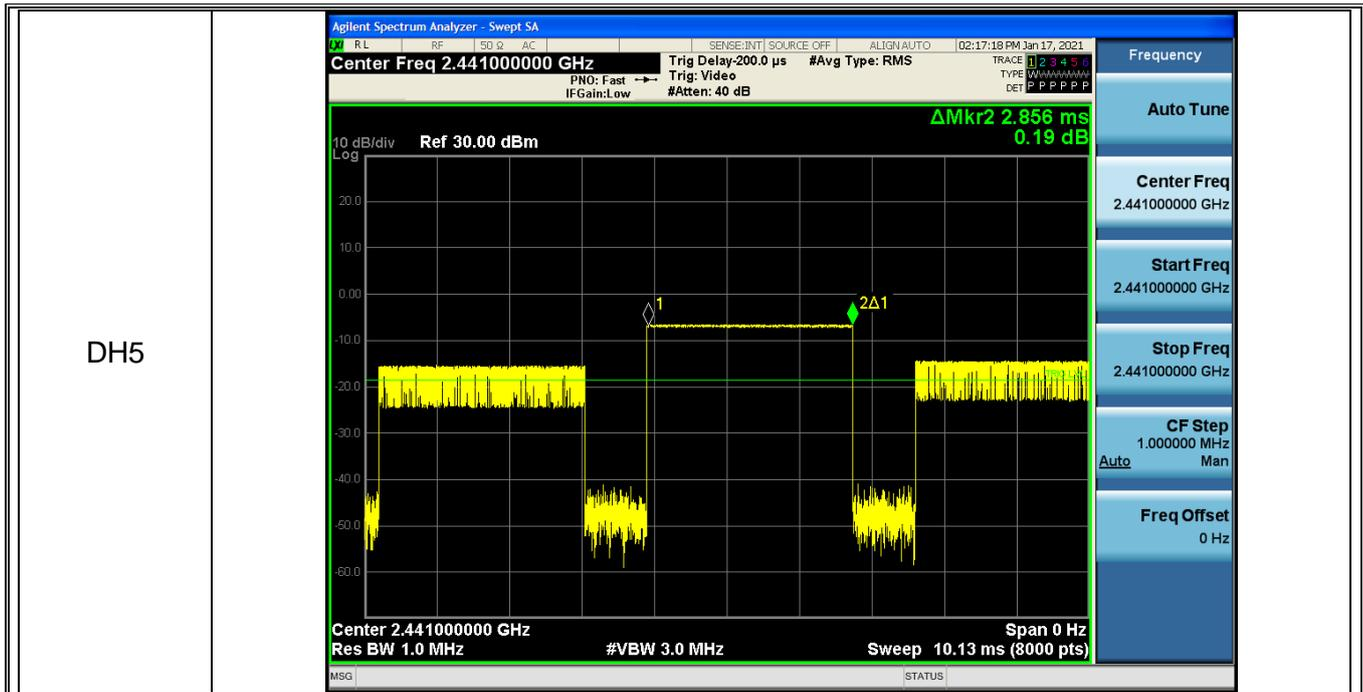 DH5
Agilent Spectrum Analyzer - Swept SA
LXI RL RF 50 Ω AC SENSE:INT SOURCE OFF ALIGN AUTO 02:17:18 PM Jan 17, 2021
Center Freq 2.441000000 GHz
PNO: Fast
IFGain:Low
Trig Delay-200.0 µs
Trig: Video
#Atten: 40 dB
#Avg Type: RMS
TRACE 1 2 3 4 5 6
TYPE WWWWWW
DET P P P P P P
ΔMkr2 2.856 ms
0.19 dB
10 dB/div
Log
Ref 30.00 dBm
20.0
10.0
0.00
-10.0
-20.0
-30.0
-40.0
-50.0
-60.0
1
2Δ1
Center 2.441000000 GHz
Span 0 Hz
Res BW 1.0 MHz
#VBW 3.0 MHz
Sweep 10.13 ms (8000 pts)
MSG
STATUS
Frequency
Auto Tune
Center Freq
2.441000000 GHz
Start Freq
2.441000000 GHz
Stop Freq
2.441000000 GHz
CF Step
1.000000 MHz
Auto Man
Freq Offset
0 Hz